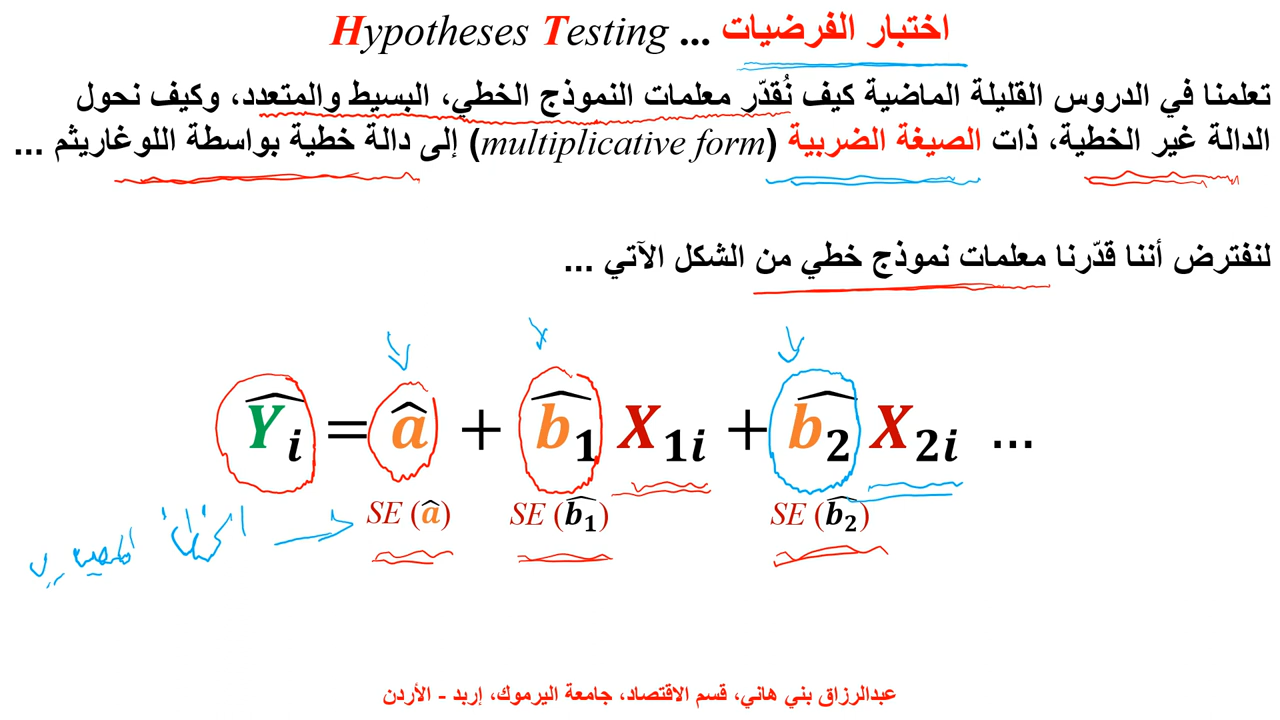 اختبار الفرضيات ... Hypotheses Testing
تعلمنا في الدروس القليلة الماضية كيف نُقدّر معلمات النموذج الخطي، البسيط والمتعدد، وكيف نحول
الدالة غير الخطية، ذات الصيغة الضربية (multiplicative form) إلى دالة خطية بواسطة اللوغاريثم ...
لنفترض أننا قدّرنا معلمات نموذج خطي من الشكل الآتي ...
Ŷᵢ = â + b̂₁ X₁ᵢ + b̂₂ X₂ᵢ ...
SE (â) SE (b̂₁) SE (b̂₂)
عبدالرزاق بني هاني، قسم الاقتصاد، جامعة اليرموك، إربد - الأردن